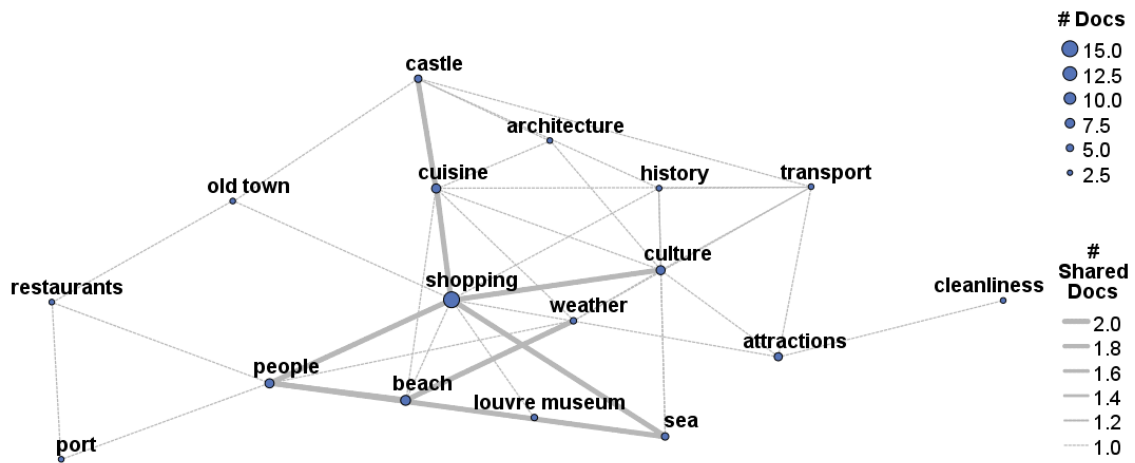 # Docs
15.0
12.5
10.0
7.5
5.0
2.5
castle
architecture
cuisine
history
transport
old town
culture
shopping
restaurants
weather
cleanliness
attractions
people
beach
louvre museum
sea
port
#
Shared
Docs
2.0
1.8
1.6
1.4
1.2
1.0